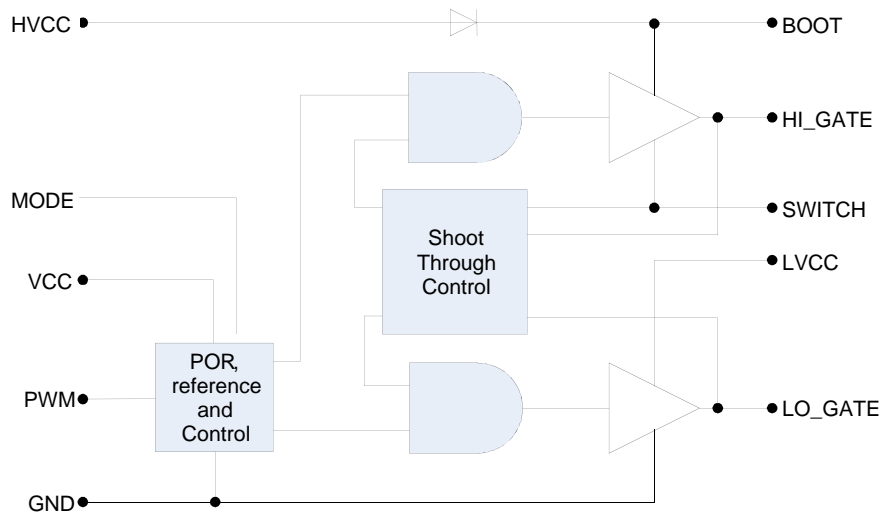 HVCC
BOOT
HI_GATE
MODE
SWITCH
Shoot
Through
Control
LVCC
VCC
POR,
reference
and
Control
PWM
LO_GATE
GND